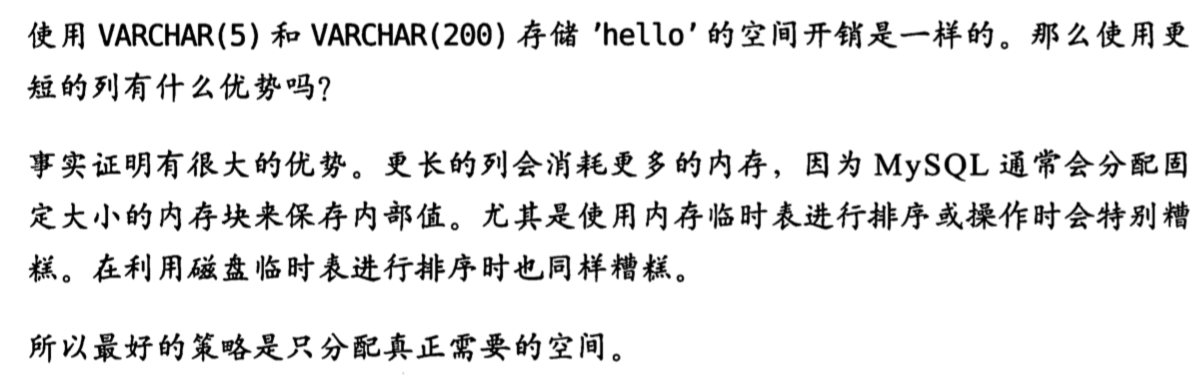 使用 VARCHAR(5) 和 VARCHAR(200) 存储 'hello' 的空间开销是一样的。那么使用更
短的列有什么优势吗?
事实证明有很大的优势。更长的列会消耗更多的内存，因为 MySQL 通常会分配固
定大小的内存块来保存内部值。尤其是使用内存临时表进行排序或操作时会特别糟
糕。在利用磁盘临时表进行排序时也同样糟糕。
所以最好的策略是只分配真正需要的空间。